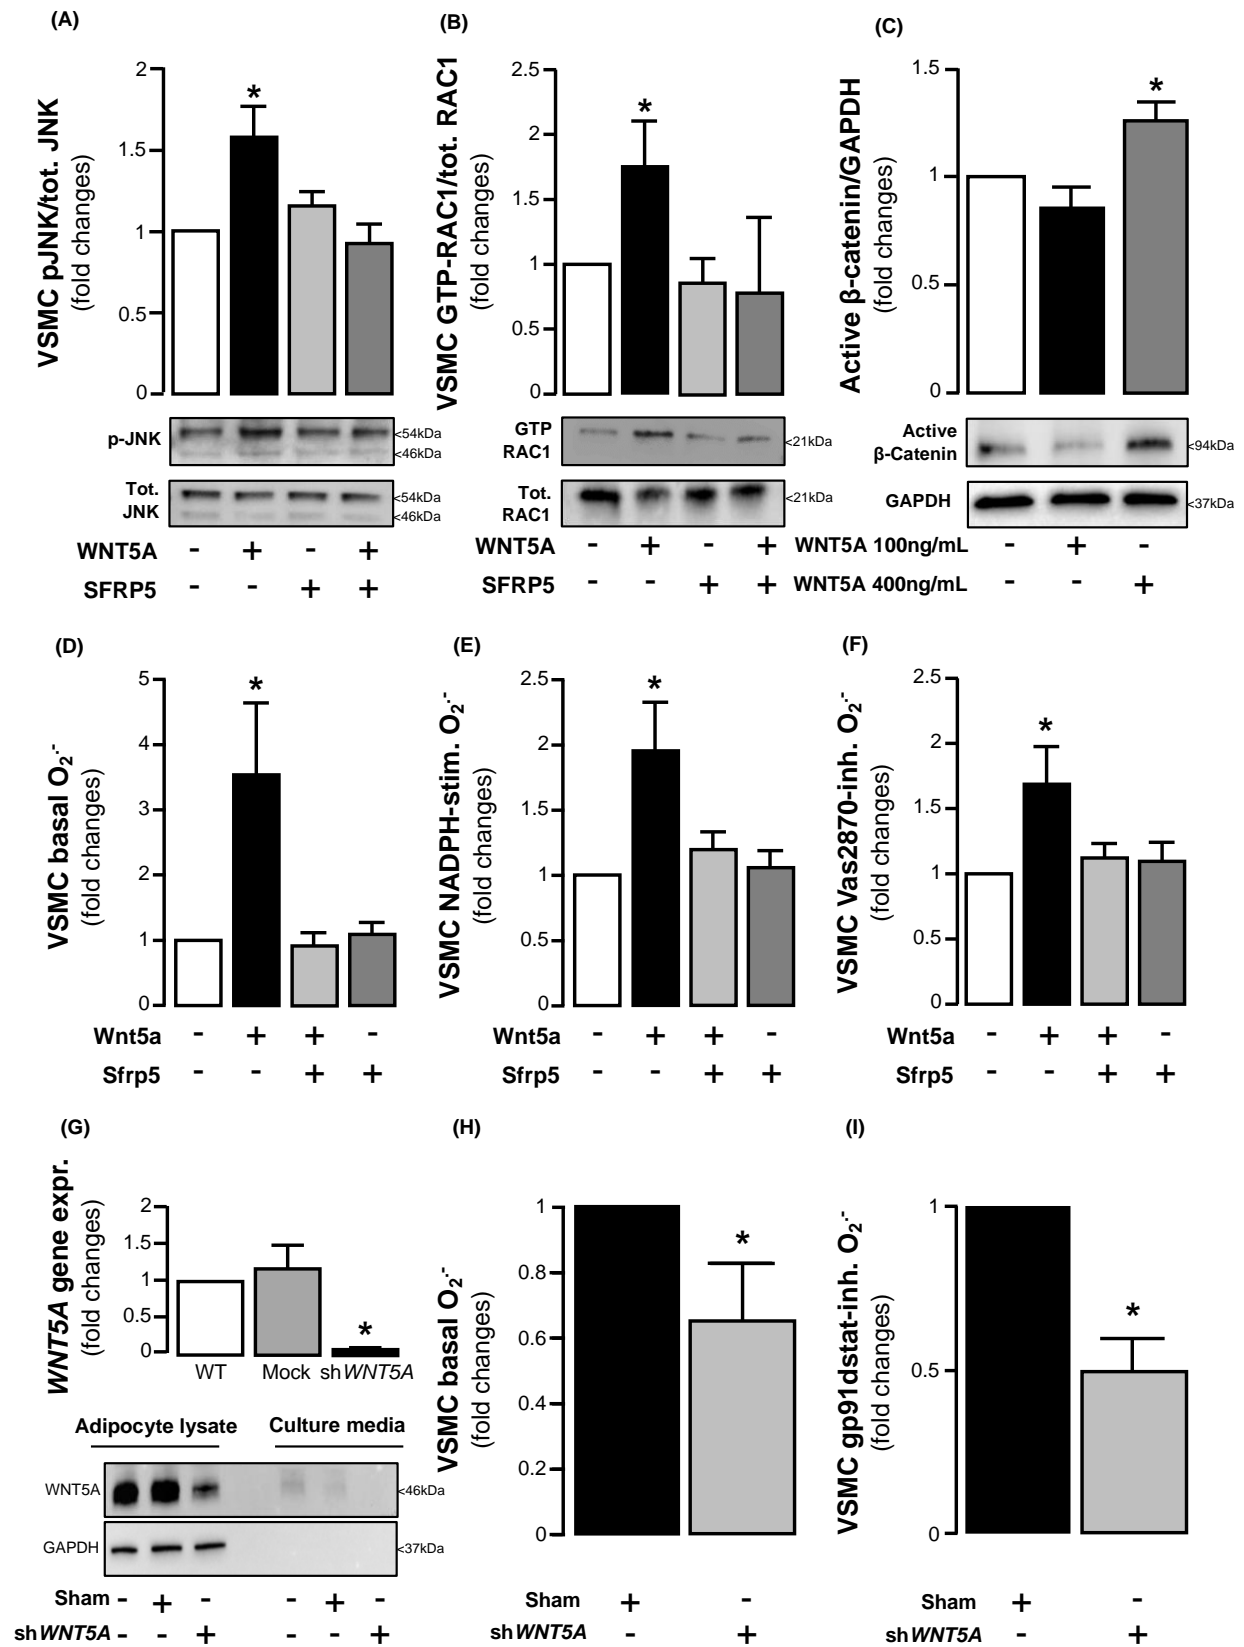 (A)
VSMC pJNK/tot. JNK
(fold changes)
2
1.5
1
0.5
0
*
p-JNK
<54kDa
<46kDa
Tot.
JNK
<54kDa
<46kDa
WNT5A - + - +
SFRP5 - - + +
(B)
VSMC GTP-RAC1/tot. RAC1
(fold changes)
2.5
2
1.5
1
0.5
0
*
GTP
RAC1
<21kDa
Tot.
RAC1
<21kDa
WNT5A - + - +
SFRP5 - - + +
(C)
Active β-catenin/GAPDH
(fold changes)
1.5
1
0.5
0
*
Active
β-Catenin
<94kDa
GAPDH
<37kDa
WNT5A 100ng/mL - + -
WNT5A 400ng/mL - - +
(D)
VSMC basal O2.-
(fold changes)
5
4
3
2
1
0
*
Wnt5a - + + -
Sfrp5 - - + +
(E)
VSMC NADPH-stim. O2.-
(fold changes)
2.5
2
1.5
1
0.5
0
*
Wnt5a - + + -
Sfrp5 - - + +
(F)
VSMC Vas2870-inh. O2.-
(fold changes)
2.5
2
1.5
1
0.5
0
*
Wnt5a - + + -
Sfrp5 - - + +
(G)
WNT5A gene expr.
(fold changes)
2
1.5
1
0.5
0
*
WT Mock shWNT5A
Adipocyte lysate Culture media
WNT5A
<46kDa
GAPDH
<37kDa
Sham - + - - + -
shWNT5A - - + - - +
(H)
VSMC basal O2.-
(fold changes)
1
0.8
0.6
0.4
0.2
0
*
Sham + -
shWNT5A - +
(I)
VSMC gp91dstat-inh. O2.-
(fold changes)
1
0.5
0
*
Sham + -
shWNT5A - +